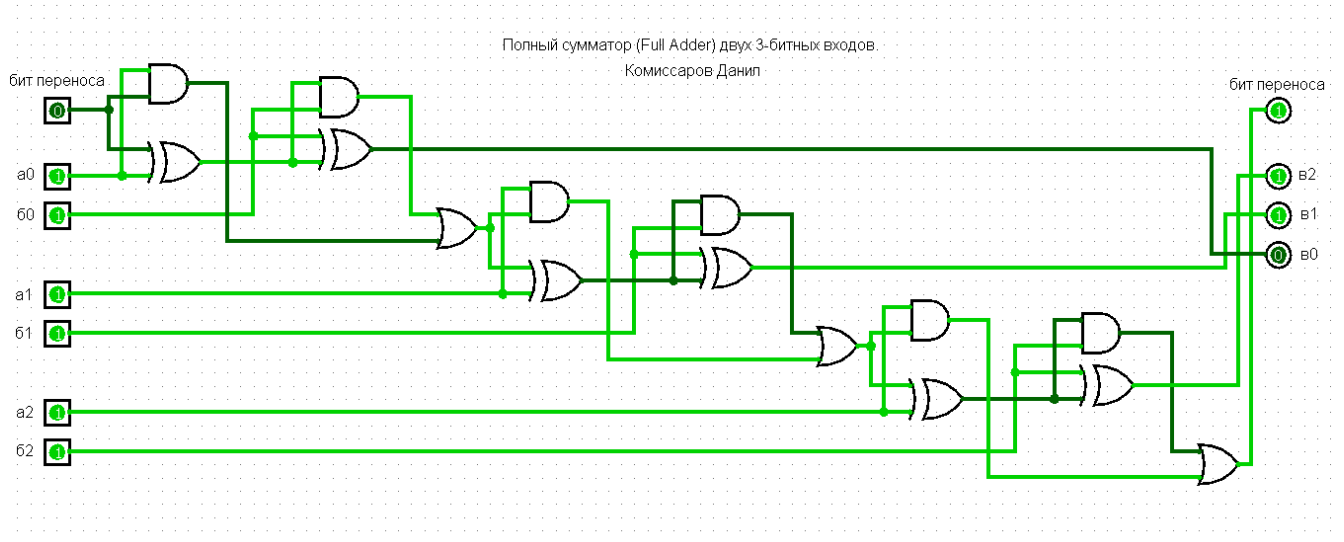 Полный сумматор (Full Adder) двух 3-битных входов.
Комиссаров Данил
бит переноса
0
а0 1
б0 1
а1 1
б1 1
а2 1
б2 1
бит переноса
1
1 в2
1 в1
0 в0